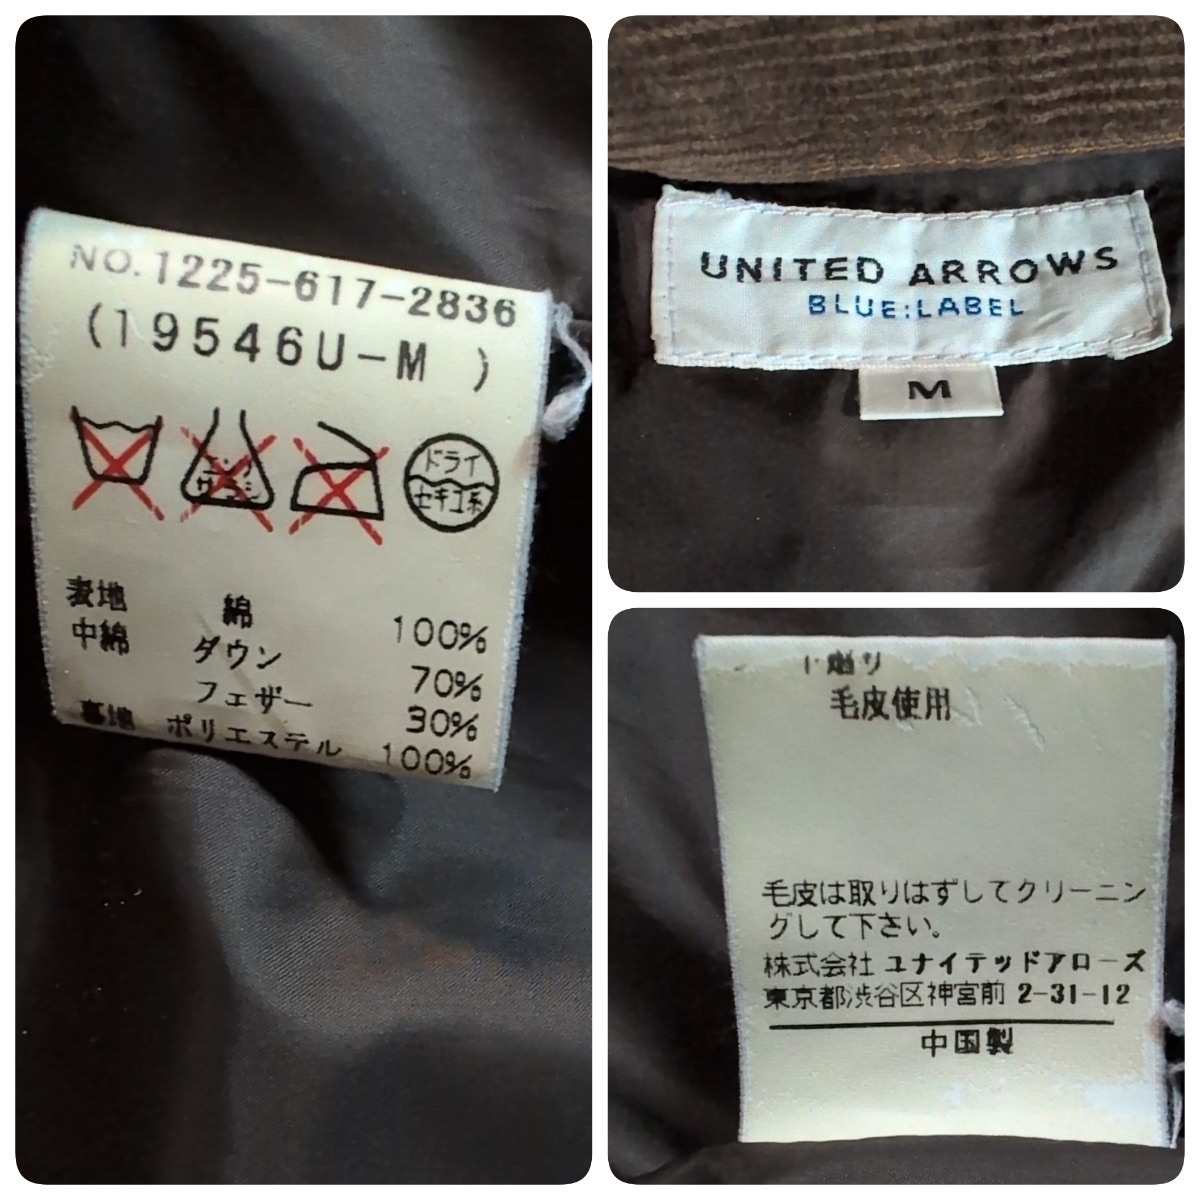 NO.1225-617-2836
(19546U-M )
ドライ
セキユ系
表地 綿 100%
中綿 ダウン 70%
フェザー 30%
裏地 ポリエステル 100%
UNITED ARROWS
BLUE:LABEL
M
毛皮使用
毛皮は取りはずしてクリーニン
グして下さい。
株式会社 ユナイテッドアローズ
東京都渋谷区神宮前 2-31-12
中国製